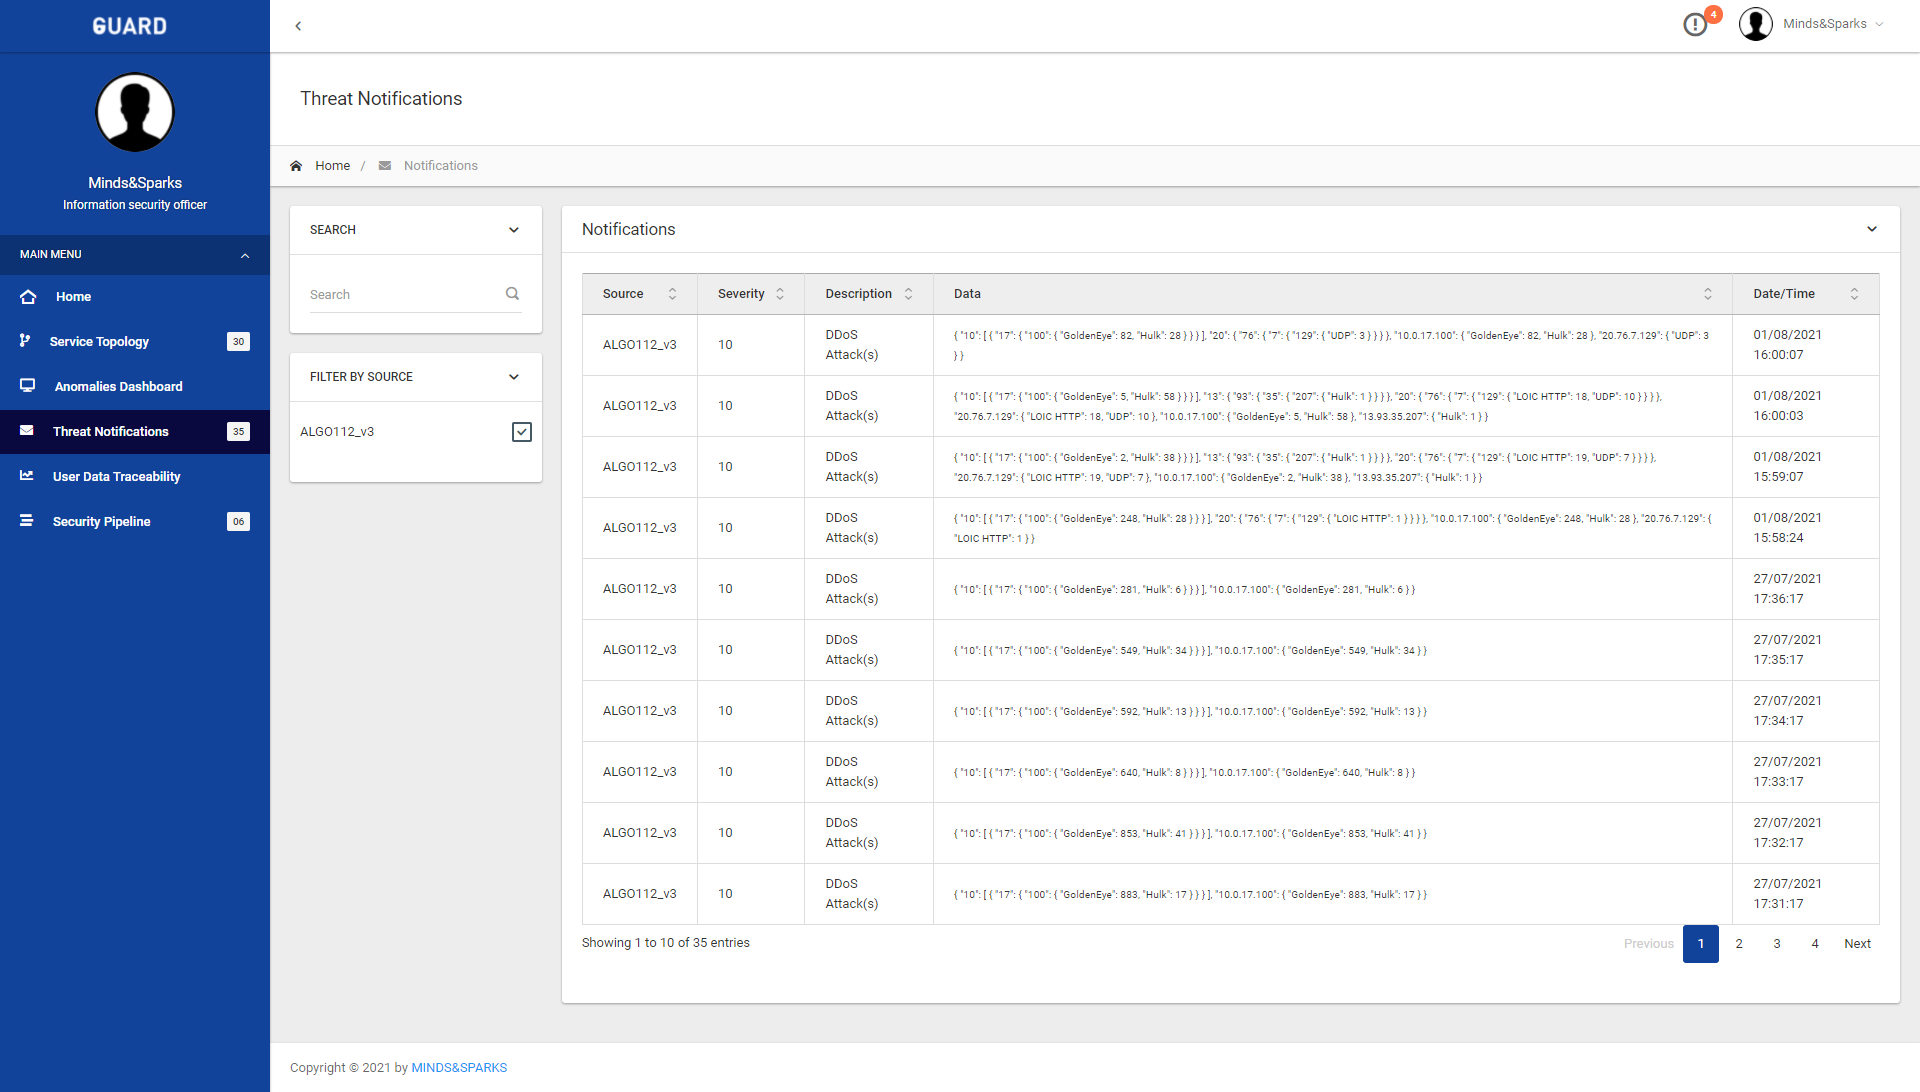 GUARD
4
Minds&Sparks
Minds&Sparks
Information security officer
MAIN MENU
Home
Service Topology 30
Anomalies Dashboard
Threat Notifications 35
User Data Traceability
Security Pipeline 06
Threat Notifications
Home / Notifications
SEARCH
Search
FILTER BY SOURCE
ALGO112_v3
Notifications
Source Severity Description Data Date/Time
ALGO112_v3 10 DDoS Attack(s) { "10": [ { "17": { "100": { "GoldenEye": 82, "Hulk": 28 } } } ], "20": { "76": { "7": { "129": { "UDP": 3 } } } }, "10.0.17.100": { "GoldenEye": 82, "Hulk": 28 }, "20.76.7.129": { "UDP": 3 } } 01/08/2021 16:00:07
ALGO112_v3 10 DDoS Attack(s) { "10": [ { "17": { "100": { "GoldenEye": 5, "Hulk": 58 } } } ], "13": { "93": { "35": { "207": { "Hulk": 1 } } } }, "20": { "76": { "7": { "129": { "LOIC HTTP": 18, "UDP": 10 } } } }, "20.76.7.129": { "LOIC HTTP": 18, "UDP": 10 }, "10.0.17.100": { "GoldenEye": 5, "Hulk": 58 }, "13.93.35.207": { "Hulk": 1 } } 01/08/2021 16:00:03
ALGO112_v3 10 DDoS Attack(s) { "10": [ { "17": { "100": { "GoldenEye": 2, "Hulk": 38 } } } ], "13": { "93": { "35": { "207": { "Hulk": 1 } } } }, "20": { "76": { "7": { "129": { "LOIC HTTP": 19, "UDP": 7 } } } }, "20.76.7.129": { "LOIC HTTP": 19, "UDP": 7 }, "10.0.17.100": { "GoldenEye": 2, "Hulk": 38 }, "13.93.35.207": { "Hulk": 1 } } 01/08/2021 15:59:07
ALGO112_v3 10 DDoS Attack(s) { "10": [ { "17": { "100": { "GoldenEye": 248, "Hulk": 28 } } } ], "20": { "76": { "7": { "129": { "LOIC HTTP": 1 } } } }, "10.0.17.100": { "GoldenEye": 248, "Hulk": 28 }, "20.76.7.129": { "LOIC HTTP": 1 } } 01/08/2021 15:58:24
ALGO112_v3 10 DDoS Attack(s) { "10": [ { "17": { "100": { "GoldenEye": 281, "Hulk": 6 } } } ], "10.0.17.100": { "GoldenEye": 281, "Hulk": 6 } } 27/07/2021 17:36:17
ALGO112_v3 10 DDoS Attack(s) { "10": [ { "17": { "100": { "GoldenEye": 549, "Hulk": 34 } } } ], "10.0.17.100": { "GoldenEye": 549, "Hulk": 34 } } 27/07/2021 17:35:17
ALGO112_v3 10 DDoS Attack(s) { "10": [ { "17": { "100": { "GoldenEye": 592, "Hulk": 13 } } } ], "10.0.17.100": { "GoldenEye": 592, "Hulk": 13 } } 27/07/2021 17:34:17
ALGO112_v3 10 DDoS Attack(s) { "10": [ { "17": { "100": { "GoldenEye": 640, "Hulk": 8 } } } ], "10.0.17.100": { "GoldenEye": 640, "Hulk": 8 } } 27/07/2021 17:33:17
ALGO112_v3 10 DDoS Attack(s) { "10": [ { "17": { "100": { "GoldenEye": 853, "Hulk": 41 } } } ], "10.0.17.100": { "GoldenEye": 853, "Hulk": 41 } } 27/07/2021 17:32:17
ALGO112_v3 10 DDoS Attack(s) { "10": [ { "17": { "100": { "GoldenEye": 883, "Hulk": 17 } } } ], "10.0.17.100": { "GoldenEye": 883, "Hulk": 17 } } 27/07/2021 17:31:17
Showing 1 to 10 of 35 entries
Previous 1 2 3 4 Next
Copyright © 2021 by MINDS&SPARKS